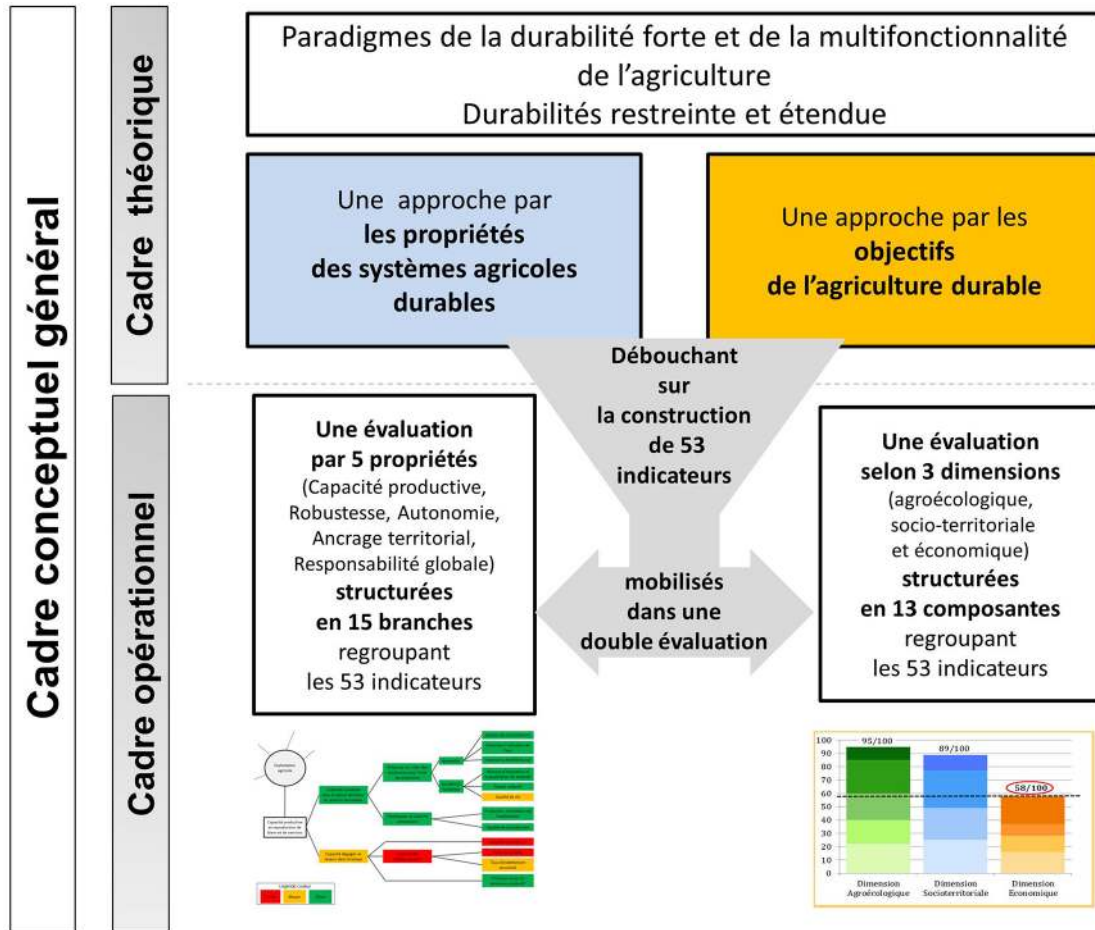 Cadre conceptuel général
Cadre théorique
Paradigmes de la durabilité forte et de la multifonctionnalité
de l'agriculture
Durabilités restreinte et étendue
Une approche par
les propriétés
des systèmes agricoles
durables
Une approche par les
objectifs
de l'agriculture durable
Débouchant
sur
la construction
de 53
indicateurs
Cadre opérationnel
Une évaluation
par 5 propriétés
(Capacité productive,
Robustesse, Autonomie,
Ancrage territorial,
Responsabilité globale)
structurées
en 15 branches
regroupant
les 53 indicateurs
mobilisés
dans une
double évaluation
Une évaluation
selon 3 dimensions
(agroécologique,
socio-territoriale
et économique)
structurées
en 13 composantes
regroupant
les 53 indicateurs
100
90
80
70
60
50
40
30
20
10
0
95/100
89/100
58/100
Dimension
Agroécologique
Dimension
Socioterritoriale
Dimension
Economique